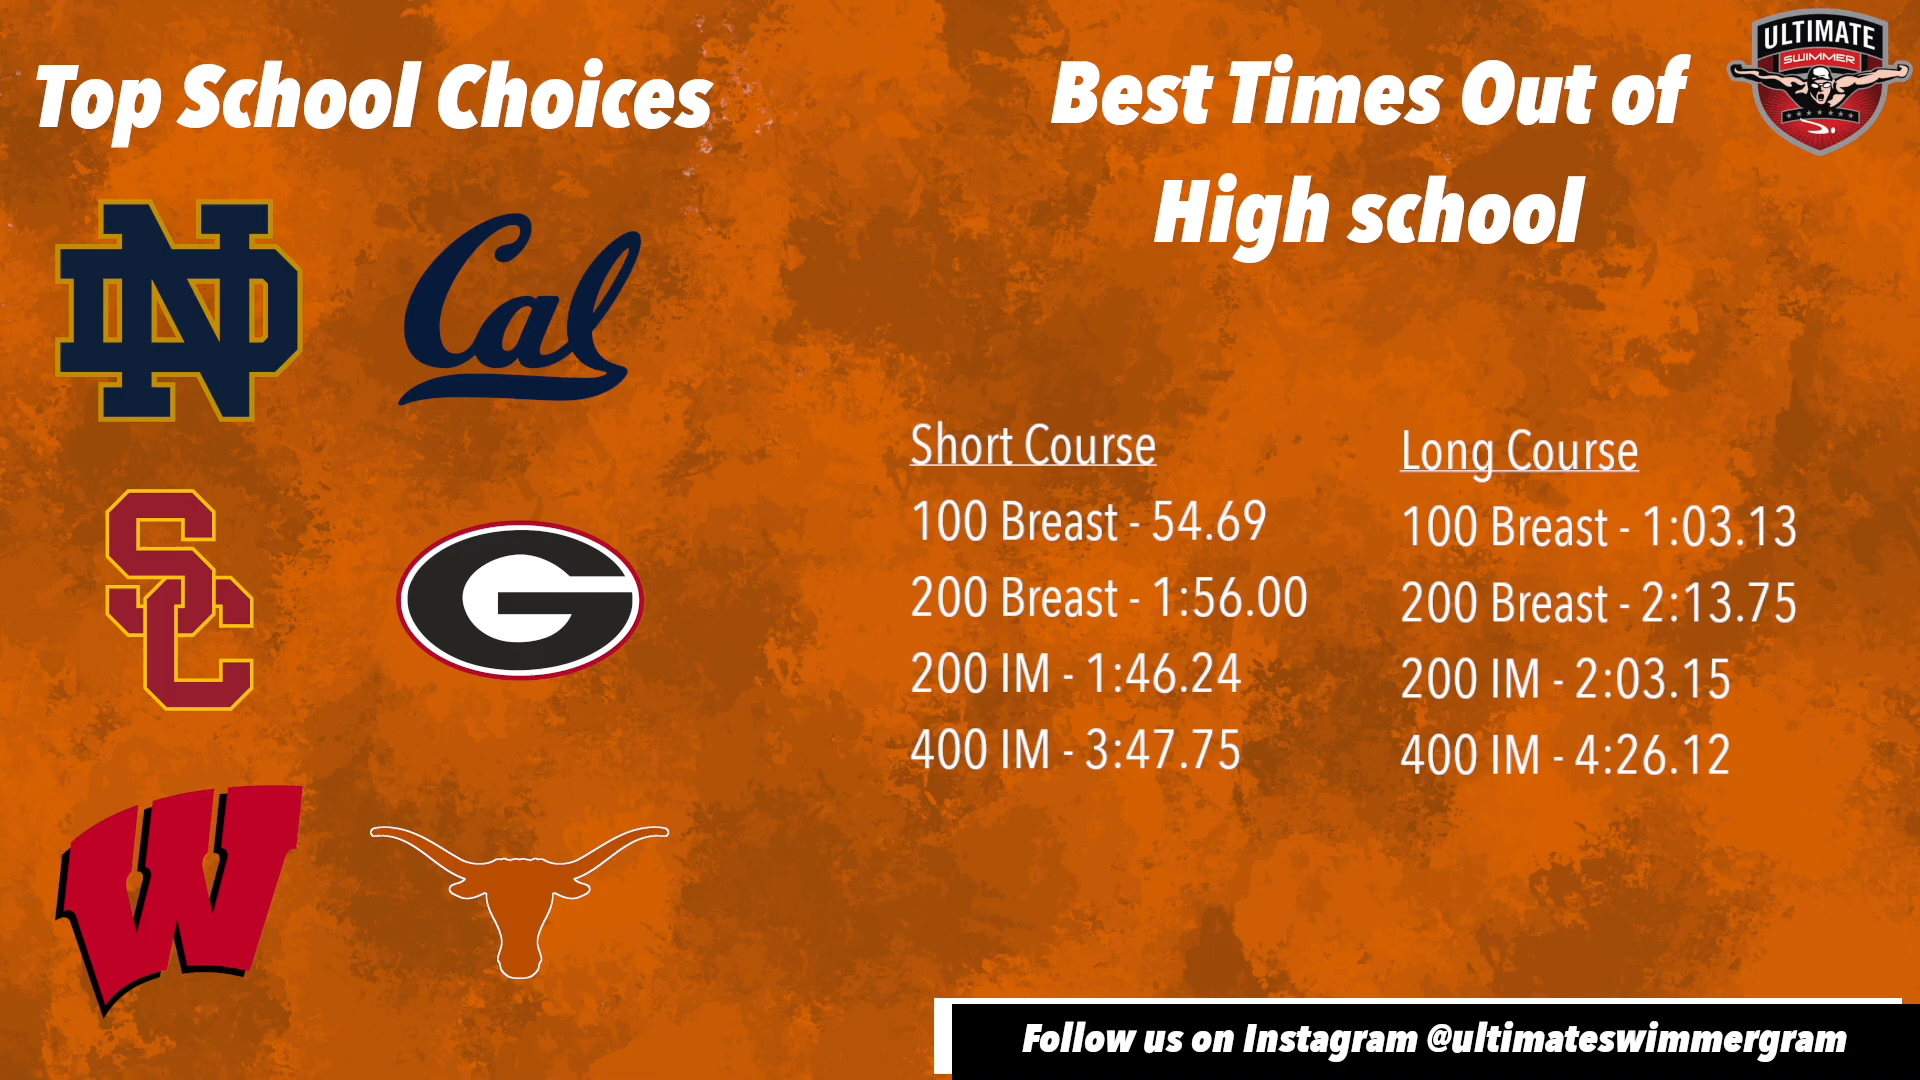 Top School Choices
Best Times Out of
High school
ULTIMATE
SWIMMER
ND
Cal
SC
G
W
Short Course
100 Breast - 54.69
200 Breast - 1:56.00
200 IM - 1:46.24
400 IM - 3:47.75
Long Course
100 Breast - 1:03.13
200 Breast - 2:13.75
200 IM - 2:03.15
400 IM - 4:26.12
Follow us on Instagram @ultimateswimmergram